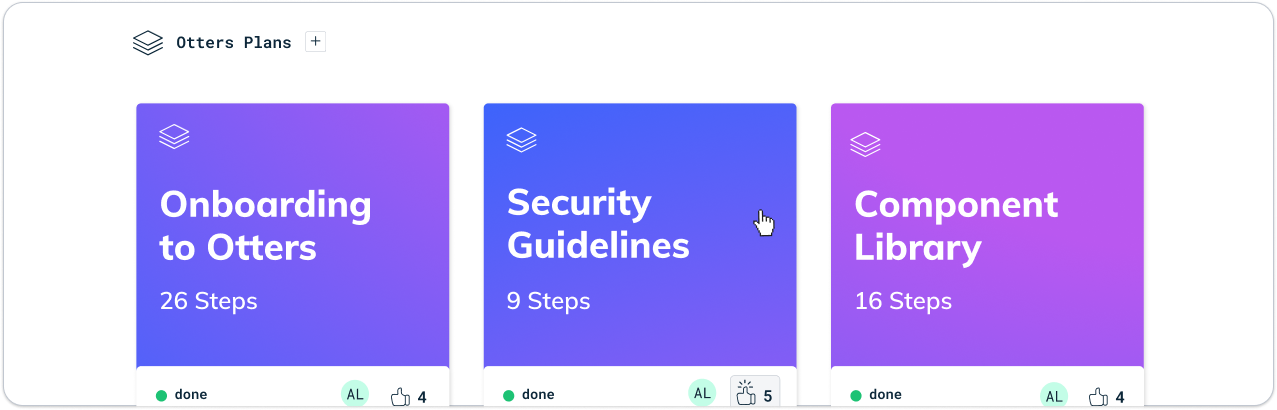 Otters Plans +
Onboarding
to Otters
26 Steps
done AL 4
Security
Guidelines
9 Steps
done AL 5
Component
Library
16 Steps
done AL 4